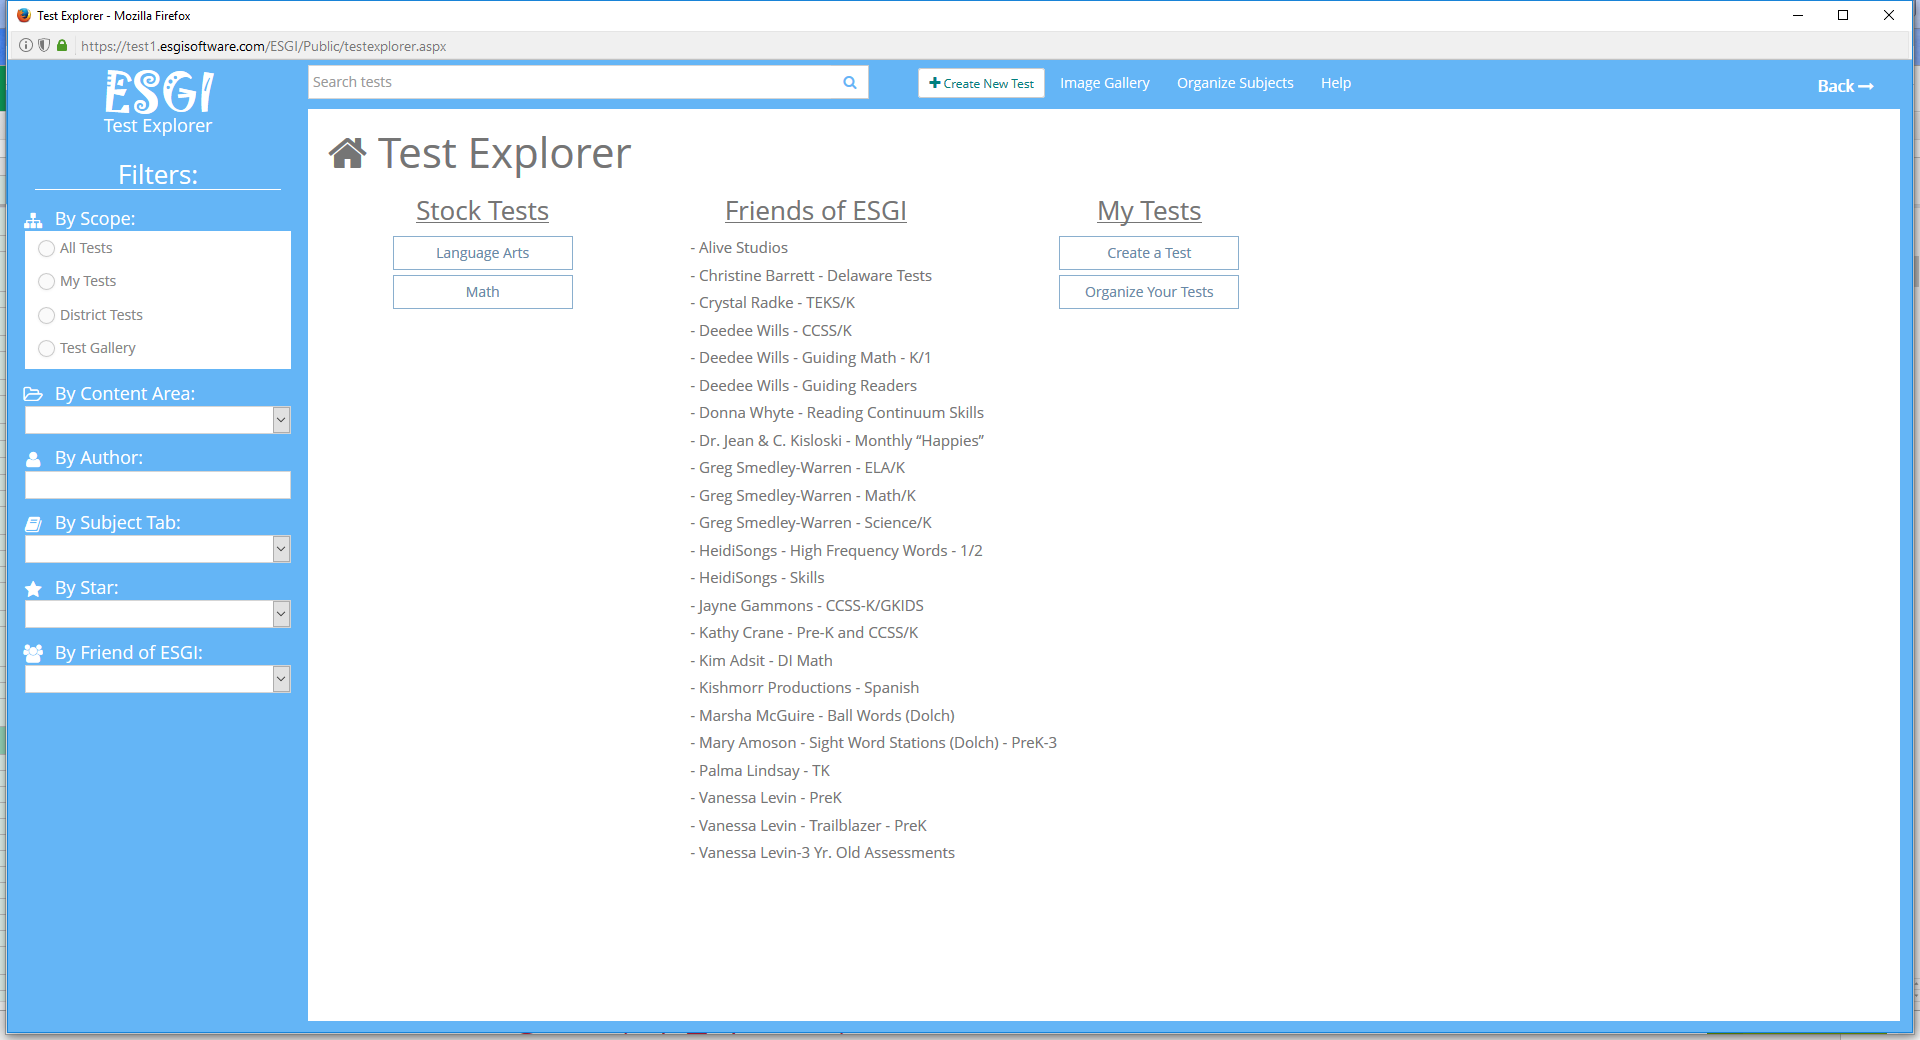 Test Explorer - Mozilla Firefox
https://test1.esgisoftware.com/ESGI/Public/testexplorer.aspx
ESGI
Test Explorer
Search tests
Create New Test
Image Gallery
Organize Subjects
Help
Back
Filters:
By Scope:
All Tests
My Tests
District Tests
Test Gallery
By Content Area:
By Author:
By Subject Tab:
By Star:
By Friend of ESGI:
Test Explorer
Stock Tests
Language Arts
Math
Friends of ESGI
- Alive Studios
- Christine Barrett - Delaware Tests
- Crystal Radke - TEKS/K
- Deedee Wills - CCSS/K
- Deedee Wills - Guiding Math - K/1
- Deedee Wills - Guiding Readers
- Donna Whyte - Reading Continuum Skills
- Dr. Jean & C. Kisloski - Monthly “Happies”
- Greg Smedley-Warren - ELA/K
- Greg Smedley-Warren - Math/K
- Greg Smedley-Warren - Science/K
- HeidiSongs - High Frequency Words - 1/2
- HeidiSongs - Skills
- Jayne Gammons - CCSS-K/GKIDS
- Kathy Crane - Pre-K and CCSS/K
- Kim Adsit - DI Math
- Kishmorr Productions - Spanish
- Marsha McGuire - Ball Words (Dolch)
- Mary Amoson - Sight Word Stations (Dolch) - PreK-3
- Palma Lindsay - TK
- Vanessa Levin - PreK
- Vanessa Levin - Trailblazer - PreK
- Vanessa Levin-3 Yr. Old Assessments
My Tests
Create a Test
Organize Your Tests